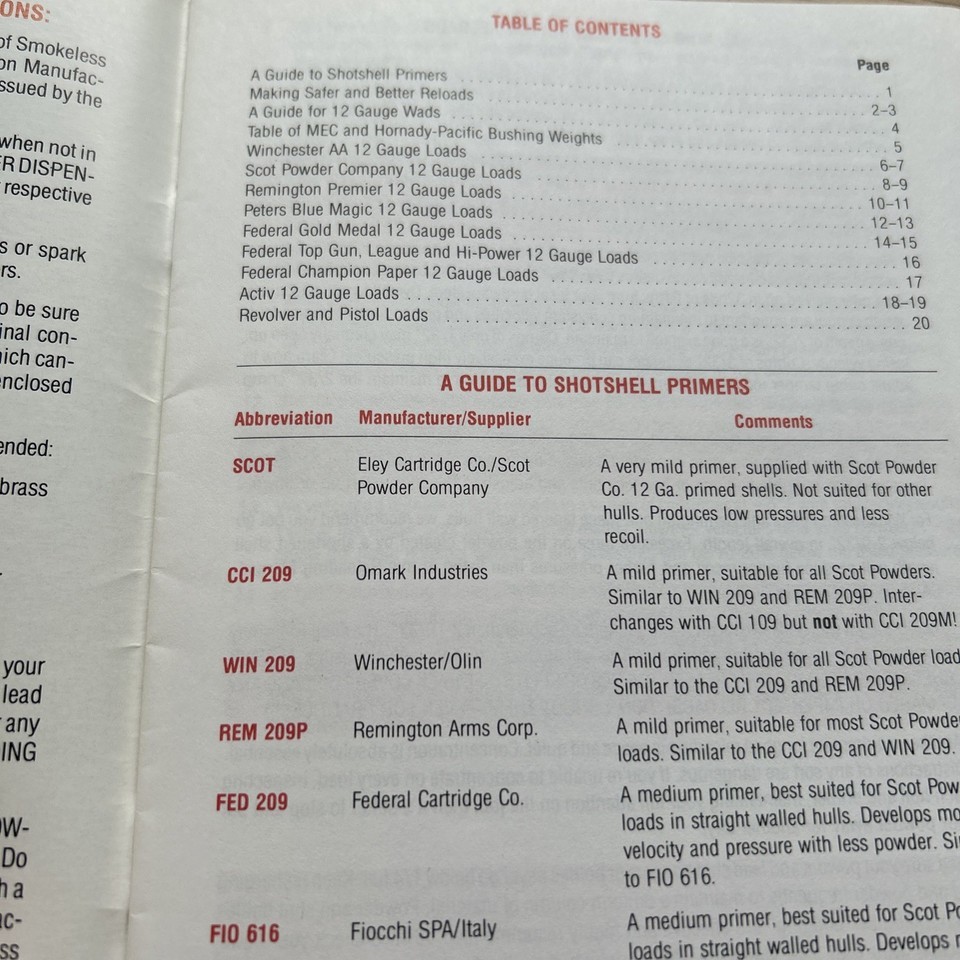 ONS:
of Smokeless
on Manufac-
ssued by the
when not in
ER DISPEN-
respective
s or spark
rs.
o be sure
inal con-
hich can-
enclosed
ended:
brass
your
lead
any
ING
OW-
Do
h a
ac-
ss
TABLE OF CONTENTS
Page
A Guide to Shotshell Primers 1
Making Safer and Better Reloads 2–3
A Guide for 12 Gauge Wads 4
Table of MEC and Hornady-Pacific Bushing Weights 5
Winchester AA 12 Gauge Loads 6–7
Scot Powder Company 12 Gauge Loads 8–9
Remington Premier 12 Gauge Loads 10–11
Peters Blue Magic 12 Gauge Loads 12–13
Federal Gold Medal 12 Gauge Loads 14–15
Federal Top Gun, League and Hi-Power 12 Gauge Loads 16
Federal Champion Paper 12 Gauge Loads 17
Activ 12 Gauge Loads 18–19
Revolver and Pistol Loads 20
A GUIDE TO SHOTSHELL PRIMERS
Abbreviation Manufacturer/Supplier Comments
SCOT Eley Cartridge Co./Scot A very mild primer, supplied with Scot Powder
Powder Company Co. 12 Ga. primed shells. Not suited for other
hulls. Produces low pressures and less
recoil.
CCI 209 Omark Industries A mild primer, suitable for all Scot Powders.
Similar to WIN 209 and REM 209P. Inter-
changes with CCI 109 but not with CCI 209M!
WIN 209 Winchester/Olin A mild primer, suitable for all Scot Powder load
Similar to the CCI 209 and REM 209P.
REM 209P Remington Arms Corp. A mild primer, suitable for most Scot Powde
loads. Similar to the CCI 209 and WIN 209.
FED 209 Federal Cartridge Co. A medium primer, best suited for Scot Pow
loads in straight walled hulls. Develops mo
velocity and pressure with less powder. Si
to FIO 616.
FIO 616 Fiocchi SPA/Italy A medium primer, best suited for Scot Po
loads in straight walled hulls. Develops